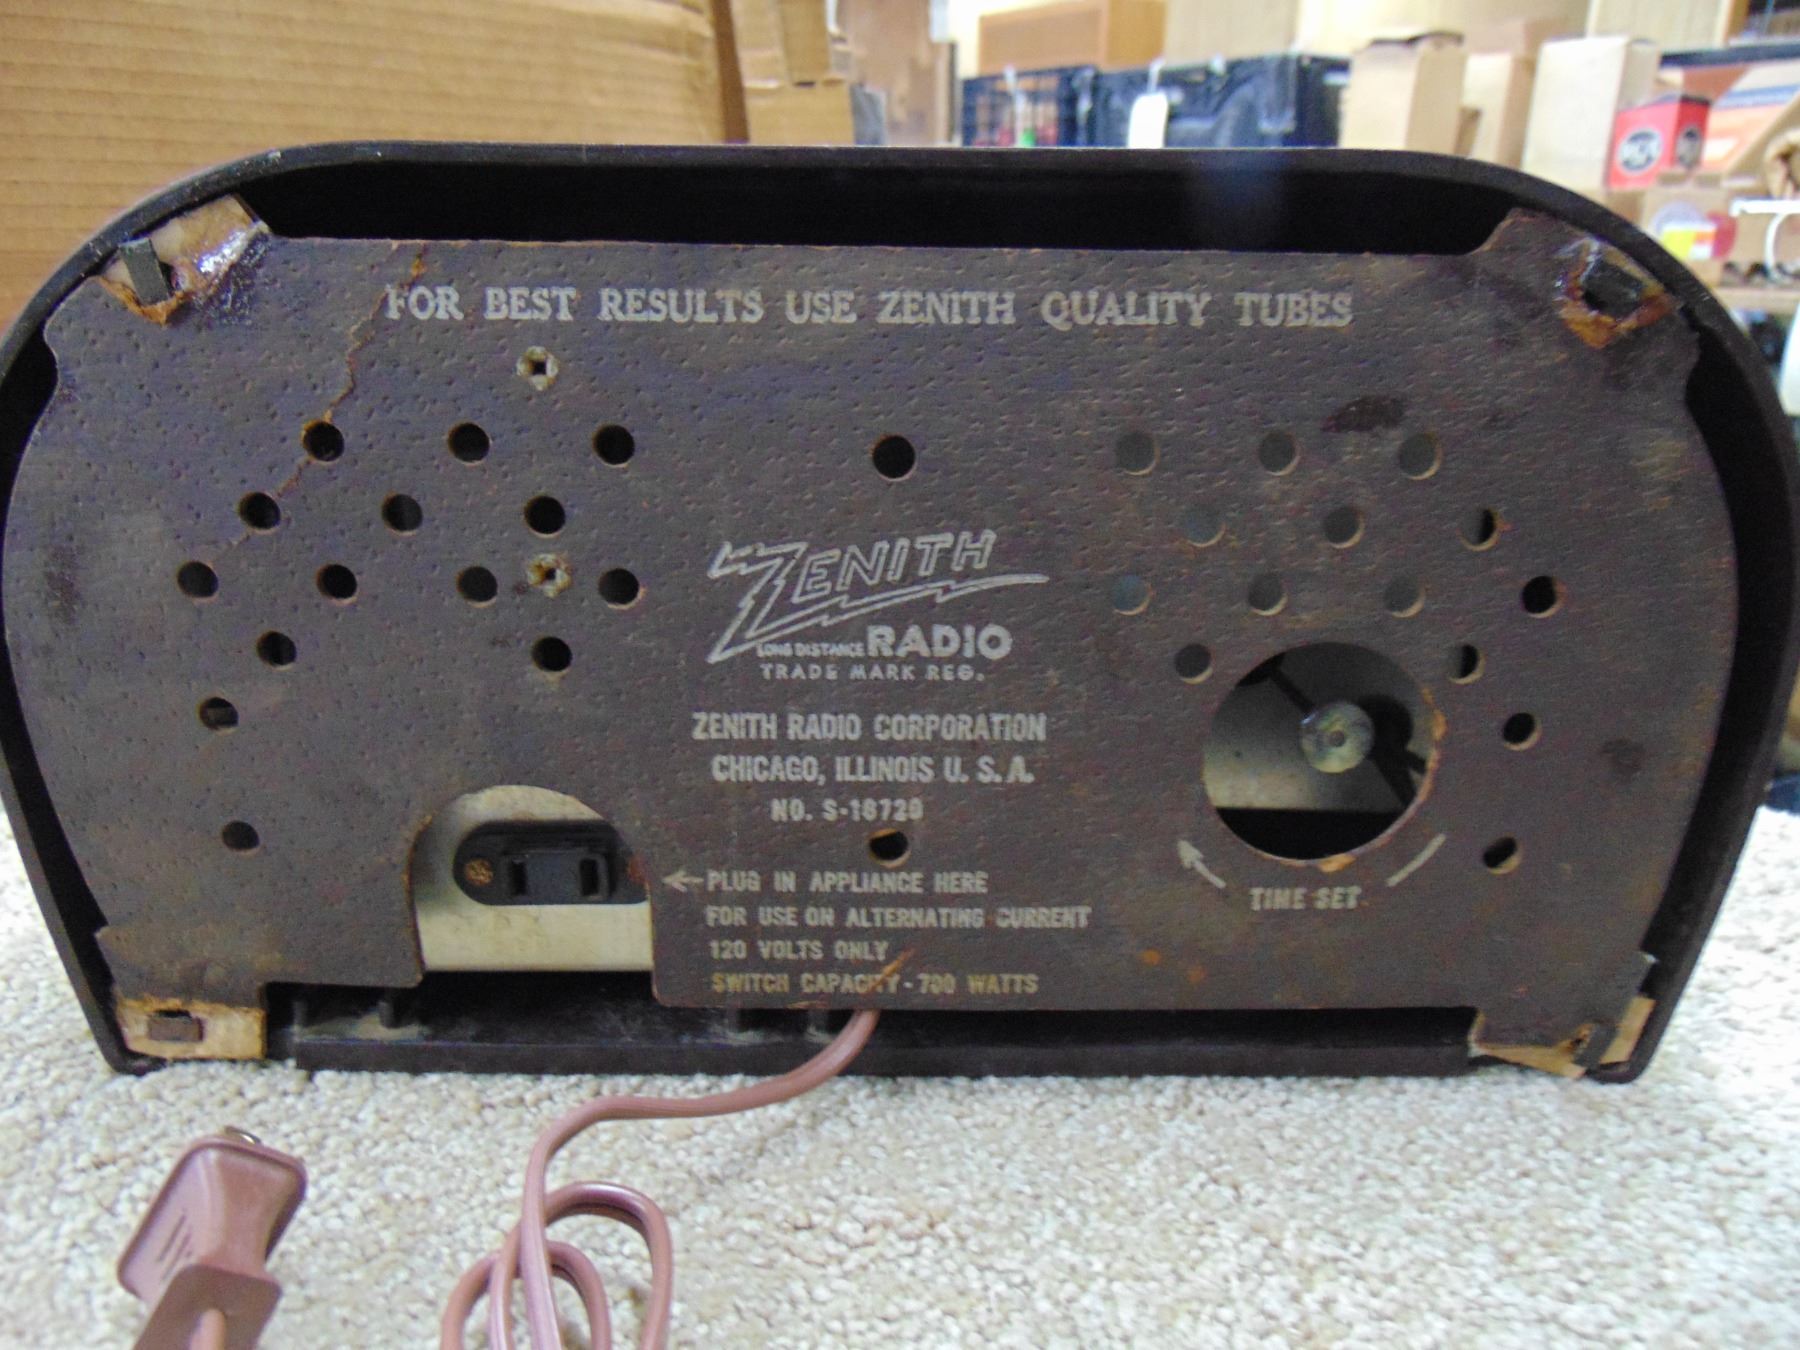 FOR BEST RESULTS USE ZENITH QUALITY TUBES
ZENITH
LONG DISTANCE RADIO
TRADE MARK REG.
ZENITH RADIO CORPORATION
CHICAGO, ILLINOIS U. S. A.
NO. S-16720
PLUG IN APPLIANCE HERE
FOR USE ON ALTERNATING CURRENT
120 VOLTS ONLY
SWITCH CAPACITY - 700 WATTS
TIME SET
RCA